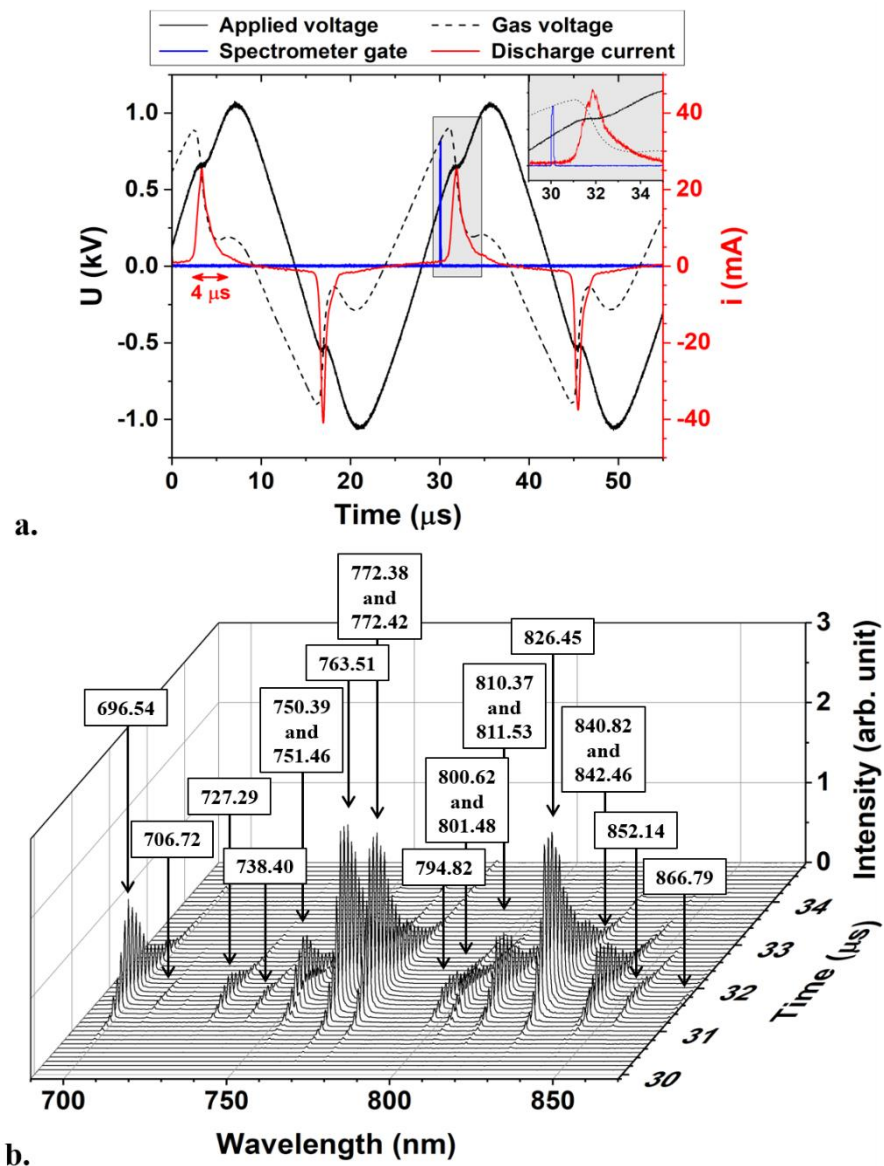 Applied voltage
Gas voltage
Spectrometer gate
Discharge current
1.0
0.5
0.0
-0.5
-1.0
U (kV)
40
20
0
-20
-40
i (mA)
30 32 34
4 μs
0 10 20 30 40 50
Time (μs)
a.
772.38
and
772.42
763.51
826.45
696.54
750.39
and
751.46
810.37
and
811.53
840.82
and
842.46
706.72
727.29
738.40
800.62
and
801.48
794.82
852.14
866.79
3
2
1
0
Intensity (arb. unit)
34
33
32
31
30
Time (μs)
700 750 800 850
Wavelength (nm)
b.